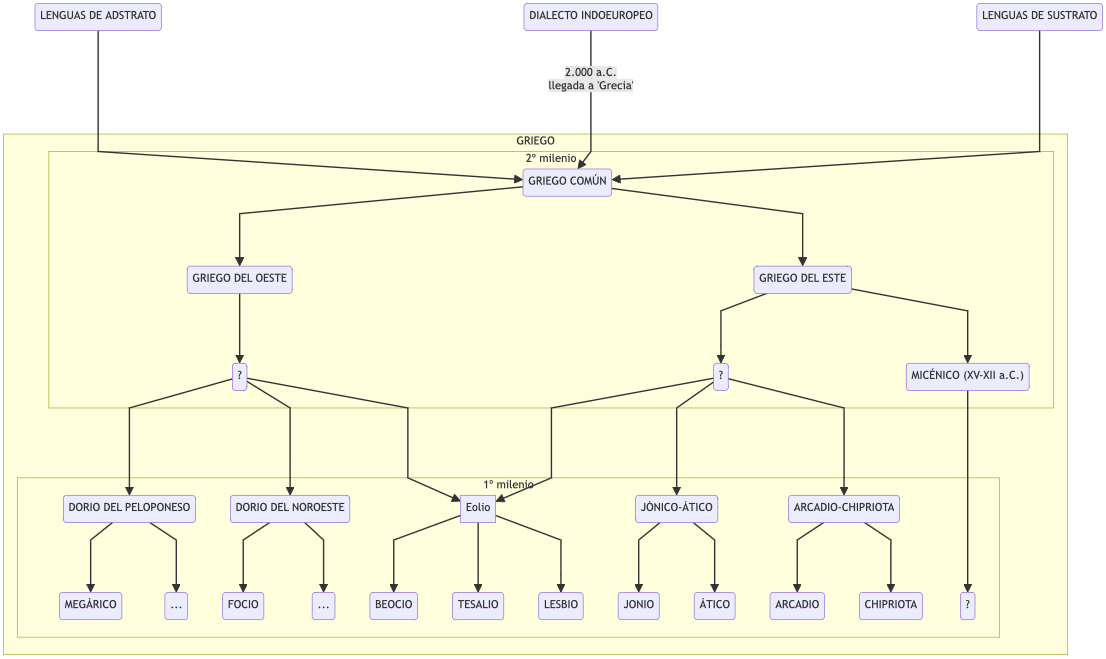 LENGUAS DE ADSTRATO
DIALECTO INDOEUROPEO
LENGUAS DE SUSTRATO
2.000 a.C.
llegada a 'Grecia'
GRIEGO
2º milenio
GRIEGO COMÚN
GRIEGO DEL OESTE
GRIEGO DEL ESTE
?
?
MICÉNICO (XV-XII a.C.)
1º milenio
DORIO DEL PELOPONESO
DORIO DEL NOROESTE
Eolio
JÓNICO-ÁTICO
ARCADIO-CHIPRIOTA
MEGÁRICO
...
FOCIO
...
BEOCIO
TESALIO
LESBIO
JONIO
ÁTICO
ARCADIO
CHIPRIOTA
?